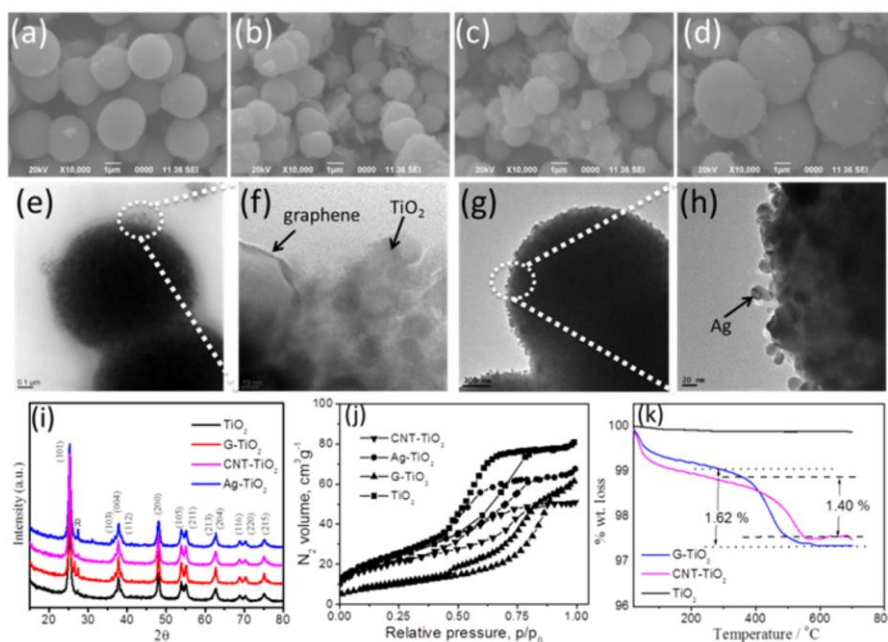 (a)
(b)
(c)
(d)
20kV X10,000 1μm 0000 11 36 SEI
20kV X10,000 1μm 0000 11 36 SEI
20kV X10,000 1μm 0000 11 36 SEI
20kV X10,000 1μm 0000 11 36 SEI
(e)
0.1 μm
(f)
graphene
TiO₂
(g)
(h)
Ag
20 nm
(i)
Intensity (a.u.)
(101)
R
(103)
(004)
(112)
(200)
(105)
(211)
(213)
(204)
(116)
(220)
(215)
TiO₂
G-TiO₂
CNT-TiO₂
Ag-TiO₂
20 30 40 50 60 70 80
2θ
(j)
N₂ volume, cm³g⁻¹
100
80
60
40
20
0
CNT-TiO₂
Ag-TiO₂
G-TiO₂
TiO₂
0.00 0.25 0.50 0.75 1.00
Relative pressure, p/p₀
(k)
% wt. loss
100
99
98
97
96
1.62 %
1.40 %
G-TiO₂
CNT-TiO₂
TiO₂
200 400 600 800
Temperature / °C